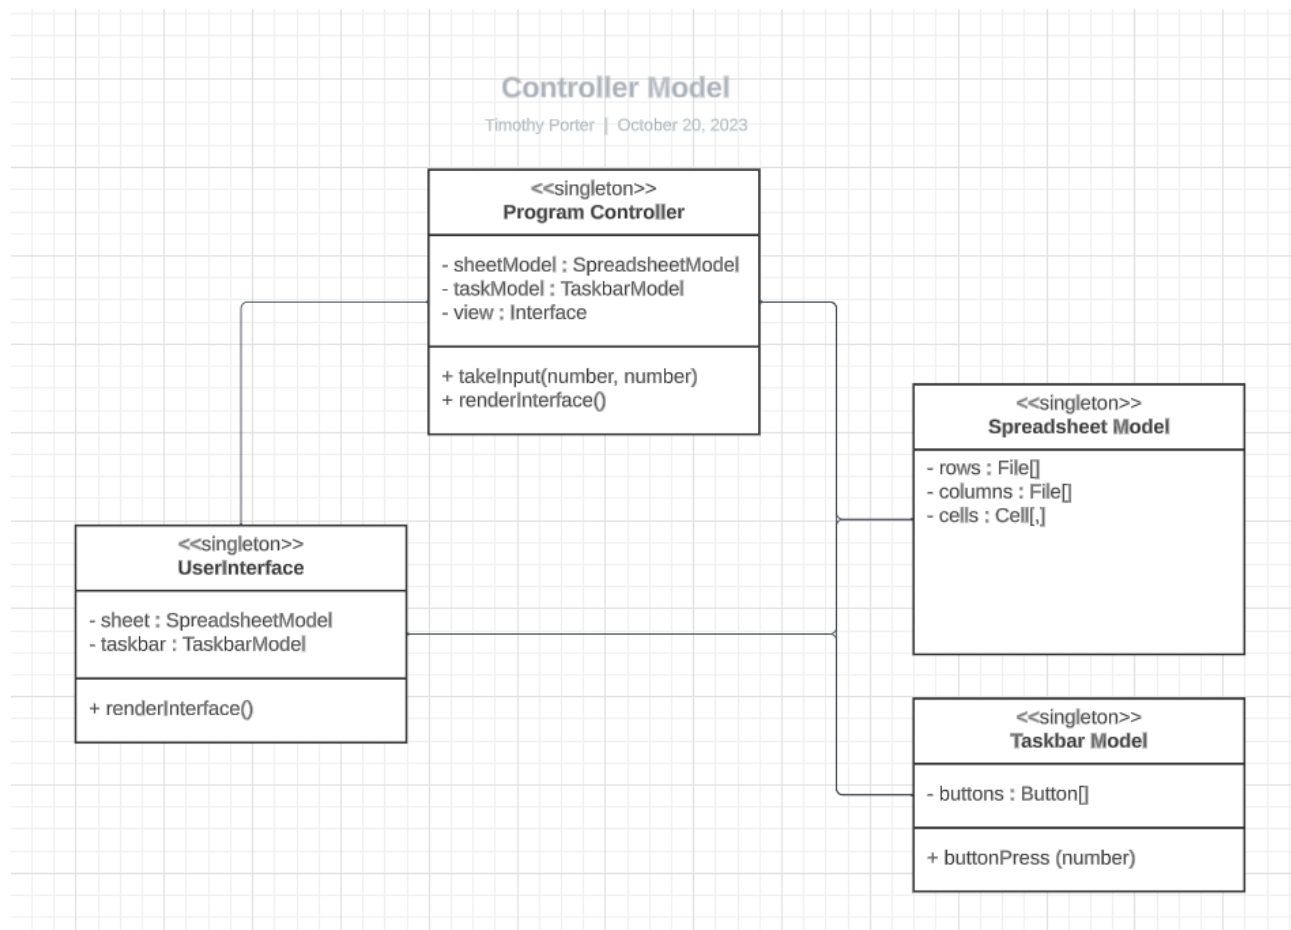 Controller Model
Timothy Porter | October 20, 2023
<<singleton>>
Program Controller
- sheetModel : SpreadsheetModel
- taskModel : TaskbarModel
- view : Interface
+ takeInput(number, number)
+ renderInterface()
<<singleton>>
Spreadsheet Model
- rows : File[]
- columns : File[]
- cells : Cell[,]
<<singleton>>
UserInterface
- sheet : SpreadsheetModel
- taskbar : TaskbarModel
+ renderInterface()
<<singleton>>
Taskbar Model
- buttons : Button[]
+ buttonPress (number)